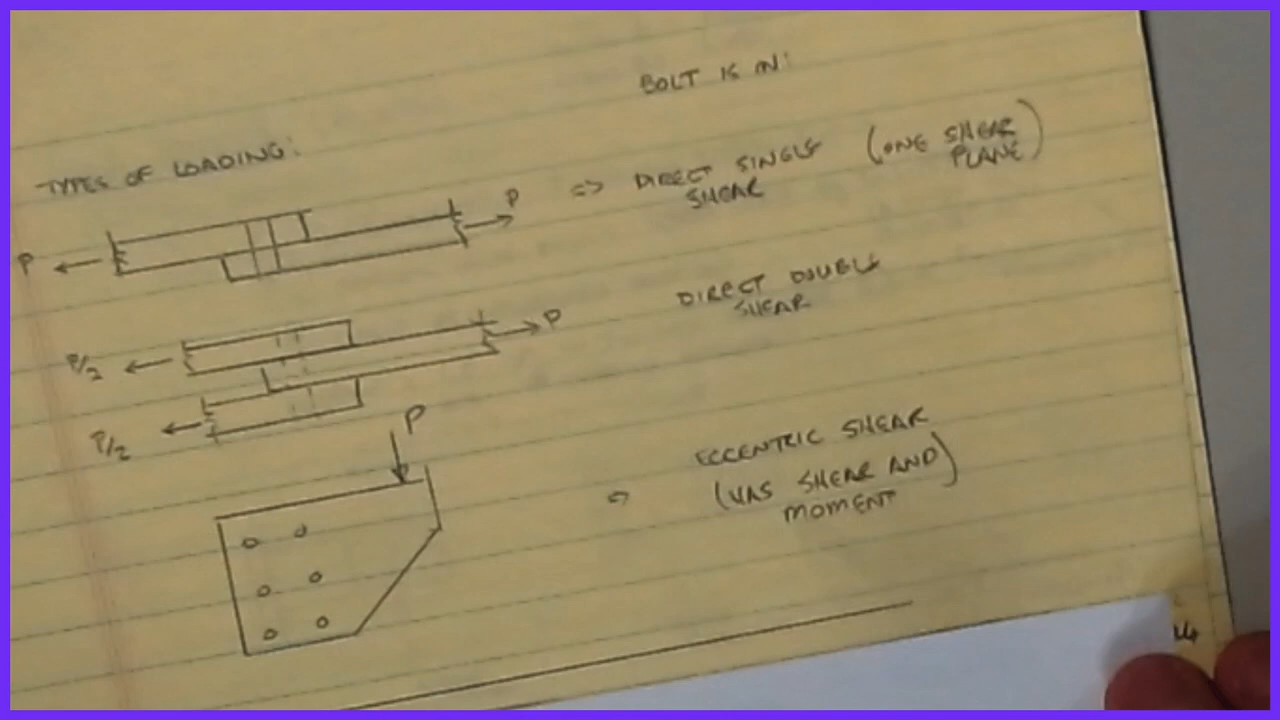 BOLT IS IN:
TYPES OF LOADING:
P P => DIRECT SINGLE (ONE SHEAR
SHEAR PLANE)
P/2 P DIRECT DOUBLE
SHEAR
P/2
P
=> ECCENTRIC SHEAR
(HAS SHEAR AND)
MOMENT